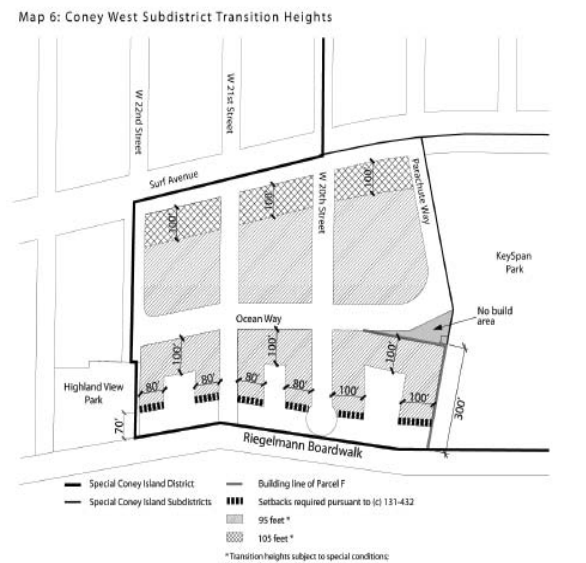 Map 6: Coney West Subdistrict Transition Heights
W 22nd Street
W 21st Street
Surf Avenue
W 20th Street
Parachute Way
100'
100'
100'
KeySpan
Park
Ocean Way
No build
area
100'
100'
100'
Highland View
Park
80'
80'
80'
80'
100'
100'
300'
70'
Riegelmann Boardwalk
Special Coney Island District
Special Coney Island Subdistricts
Building line of Parcel F
Setbacks required pursuant to (c) 131-432
95 feet *
105 feet *
* Transition heights subject to special conditions;